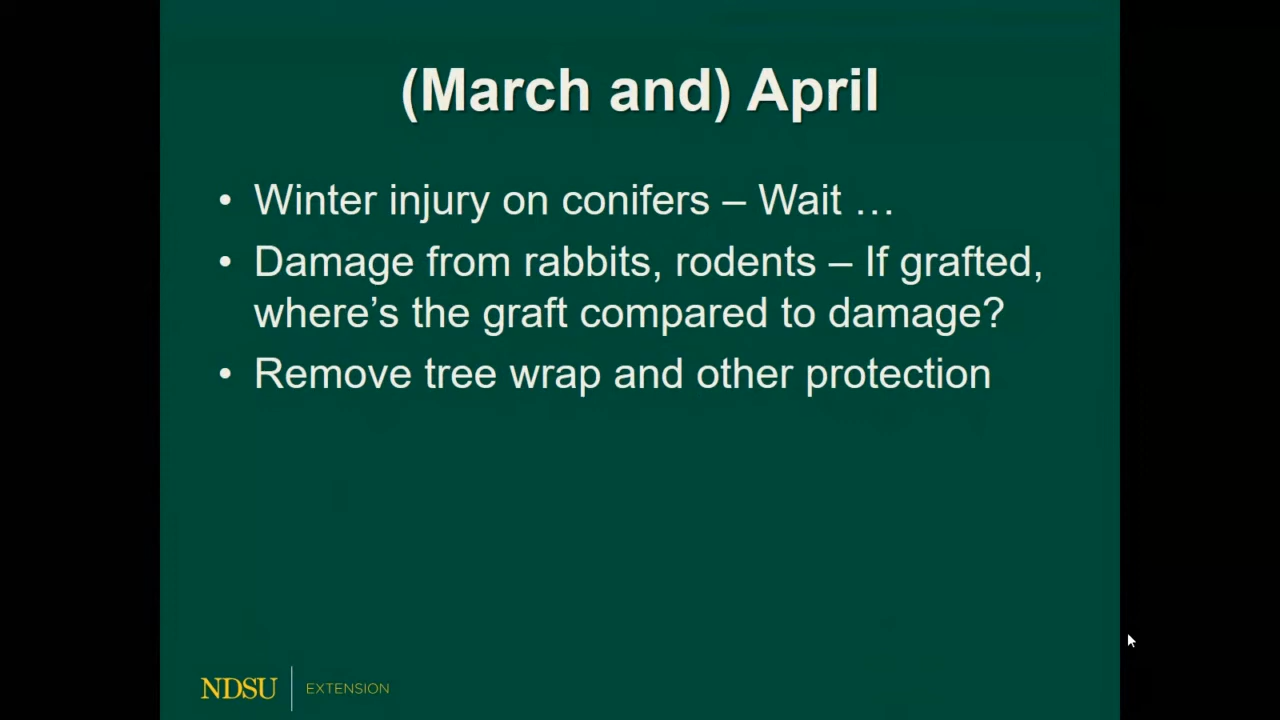 (March and) April
• Winter injury on conifers – Wait …
• Damage from rabbits, rodents – If grafted,
where’s the graft compared to damage?
• Remove tree wrap and other protection
NDSU EXTENSION